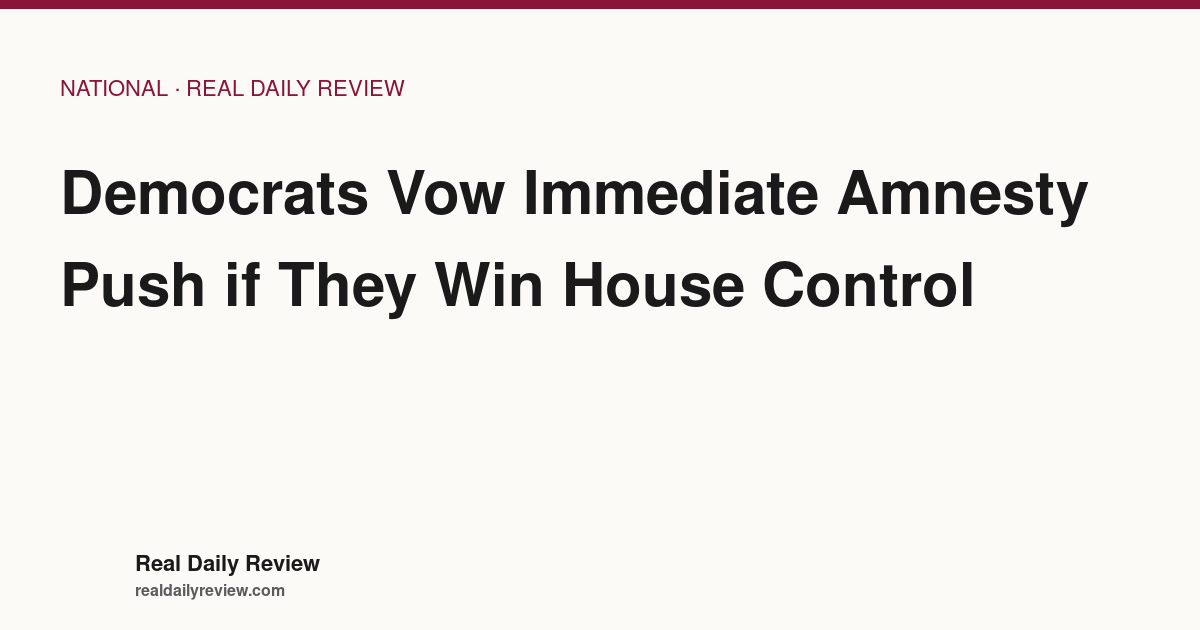 NATIONAL · REAL DAILY REVIEW
Democrats Vow Immediate Amnesty
Push if They Win House Control
Real Daily Review
realdailyreview.com